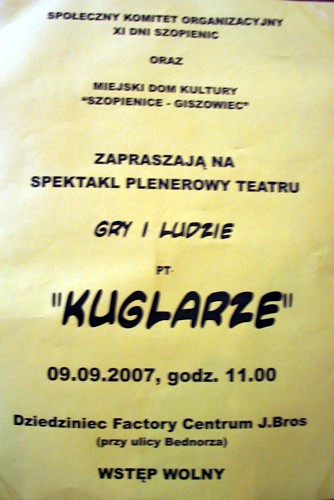 SPOŁECZNY KOMITET ORGANIZACYJNY
XI DNI SZOPIENIC
ORAZ
MIEJSKI DOM KULTURY
"SZOPIENICE - GISZOWIEC"
ZAPRASZAJĄ NA
SPEKTAKL PLENEROWY TEATRU
GRY I LUDZIE
PT.
"KUGLARZE"
09.09.2007, godz. 11.00
Dziedziniec Factory Centrum J.Bros
(przy ulicy Bednorza)
WSTĘP WOLNY